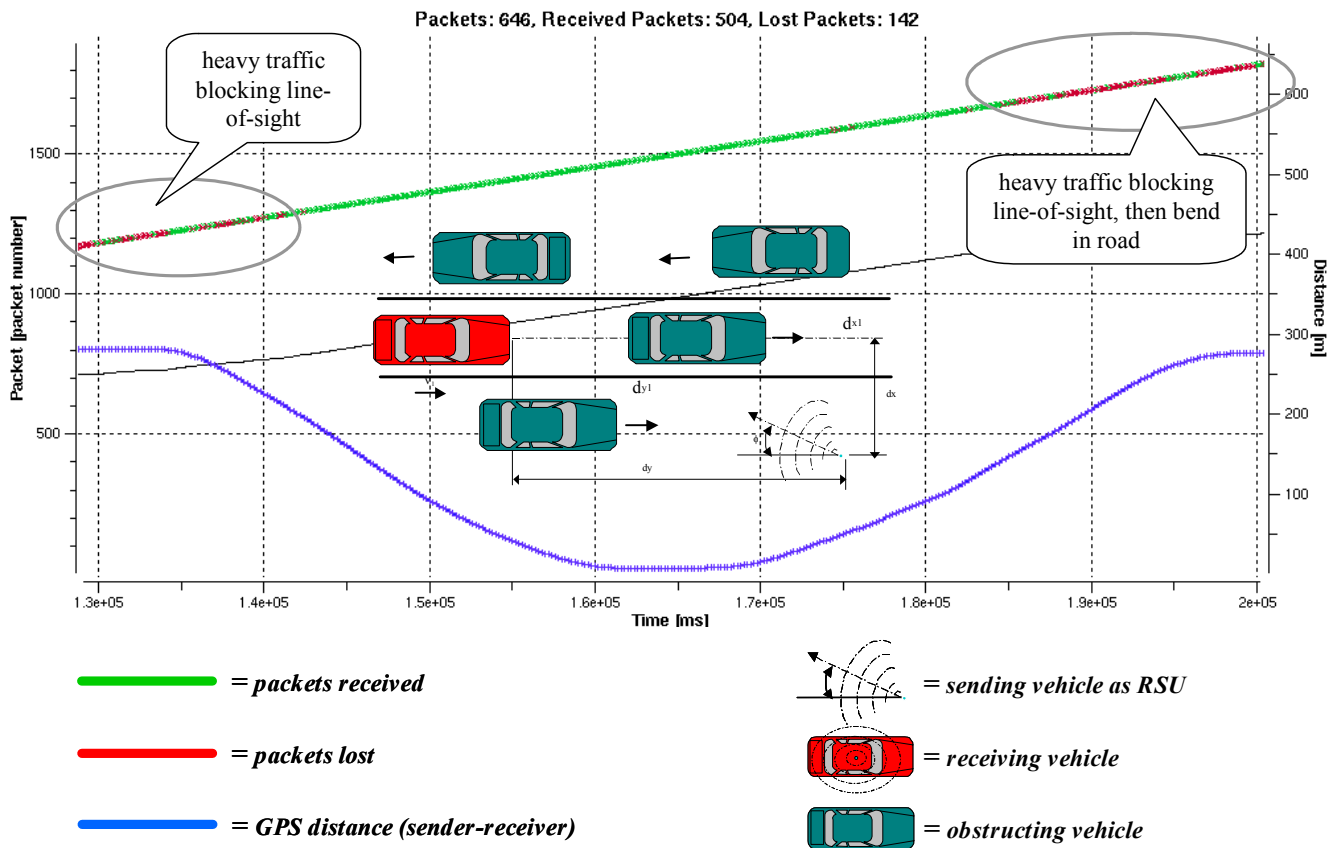 Packets: 646, Received Packets: 504, Lost Packets: 142
heavy traffic
blocking line-
of-sight
heavy traffic blocking
line-of-sight, then bend
in road
Packet [packet number]
1500
1000
500
Distance [m]
600
500
400
300
200
100
dx1
dy1
dx
dy
1.3e+05
1.4e+05
1.5e+05
1.6e+05
1.7e+05
1.8e+05
1.9e+05
2e+05
Time [ms]
= packets received
= packets lost
= GPS distance (sender-receiver)
= sending vehicle as RSU
= receiving vehicle
= obstructing vehicle